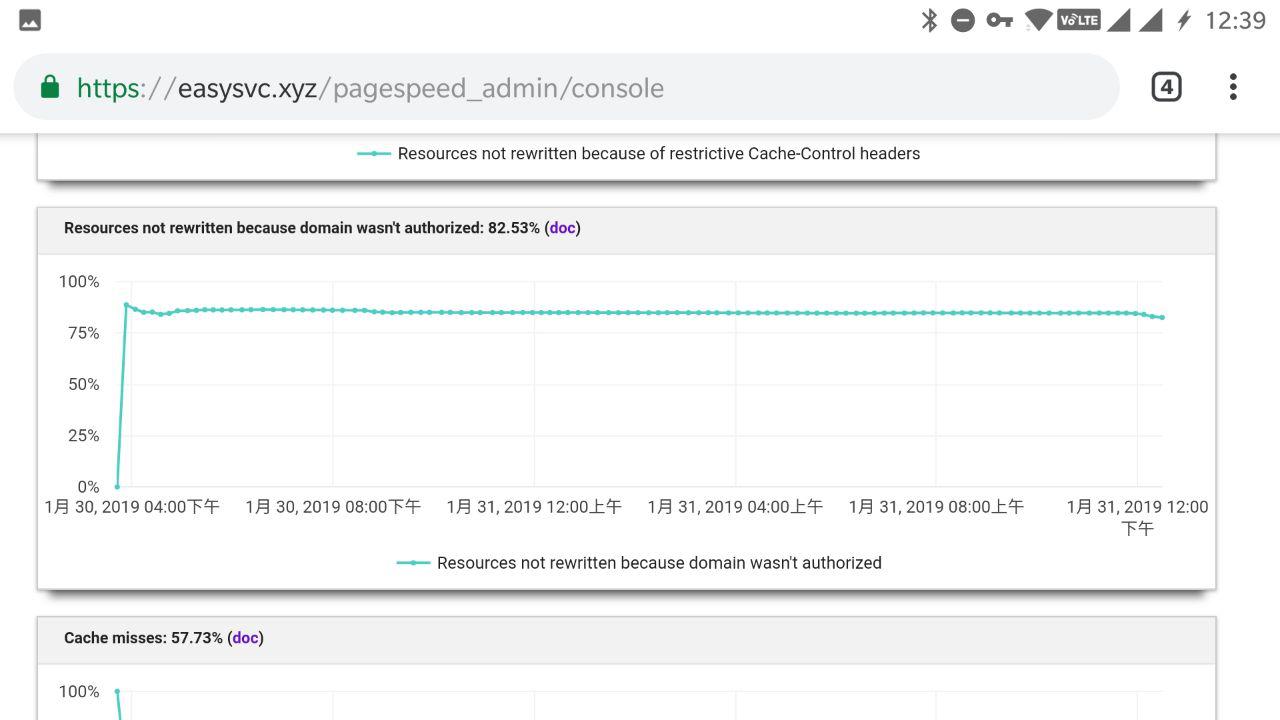 VoLTE 12:39
https://easysvc.xyz/pagespeed_admin/console
4
Resources not rewritten because of restrictive Cache-Control headers
Resources not rewritten because domain wasn't authorized: 82.53% (doc)
100%
75%
50%
25%
0%
1月 30, 2019 04:00下午 1月 30, 2019 08:00下午 1月 31, 2019 12:00上午 1月 31, 2019 04:00上午 1月 31, 2019 08:00上午 1月 31, 2019 12:00
下午
Resources not rewritten because domain wasn't authorized
Cache misses: 57.73% (doc)
100%